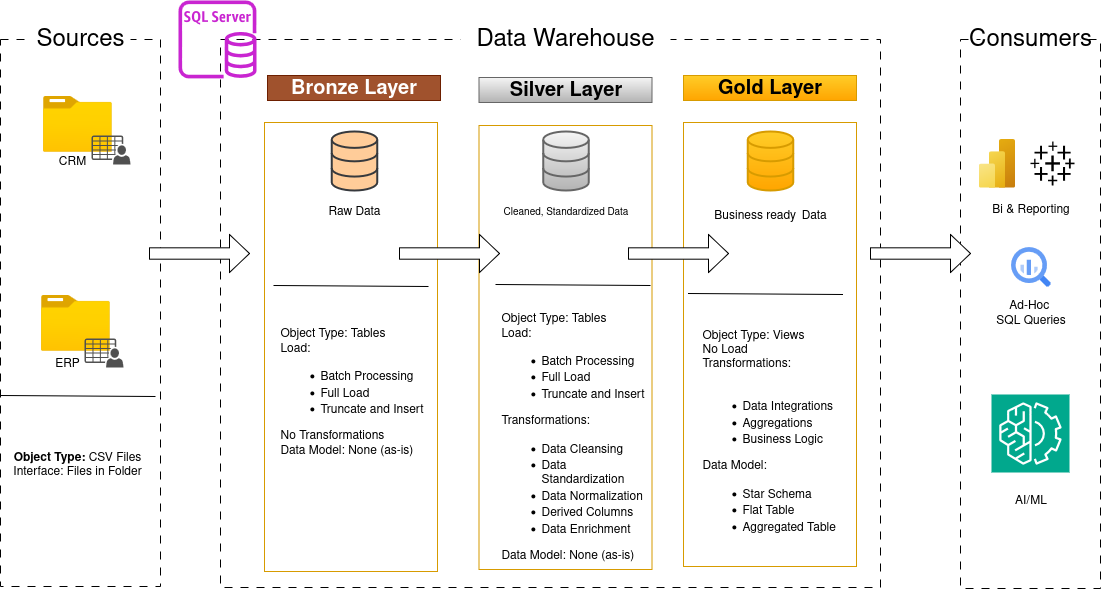 SQL Server
Sources
Data Warehouse
Consumers
CRM
ERP
Object Type: CSV Files
Interface: Files in Folder
Bronze Layer
Raw Data
Object Type: Tables
Load:
Batch Processing
Full Load
Truncate and Insert
No Transformations
Data Model: None (as-is)
Silver Layer
Cleaned, Standardized Data
Object Type: Tables
Load:
Batch Processing
Full Load
Truncate and Insert
Transformations:
Data Cleansing
Data
Standardization
Data Normalization
Derived Columns
Data Enrichment
Data Model: None (as-is)
Gold Layer
Business ready Data
Object Type: Views
No Load
Transformations:
Data Integrations
Aggregations
Business Logic
Data Model:
Star Schema
Flat Table
Aggregated Table
Bi & Reporting
Ad-Hoc
SQL Queries
AI/ML